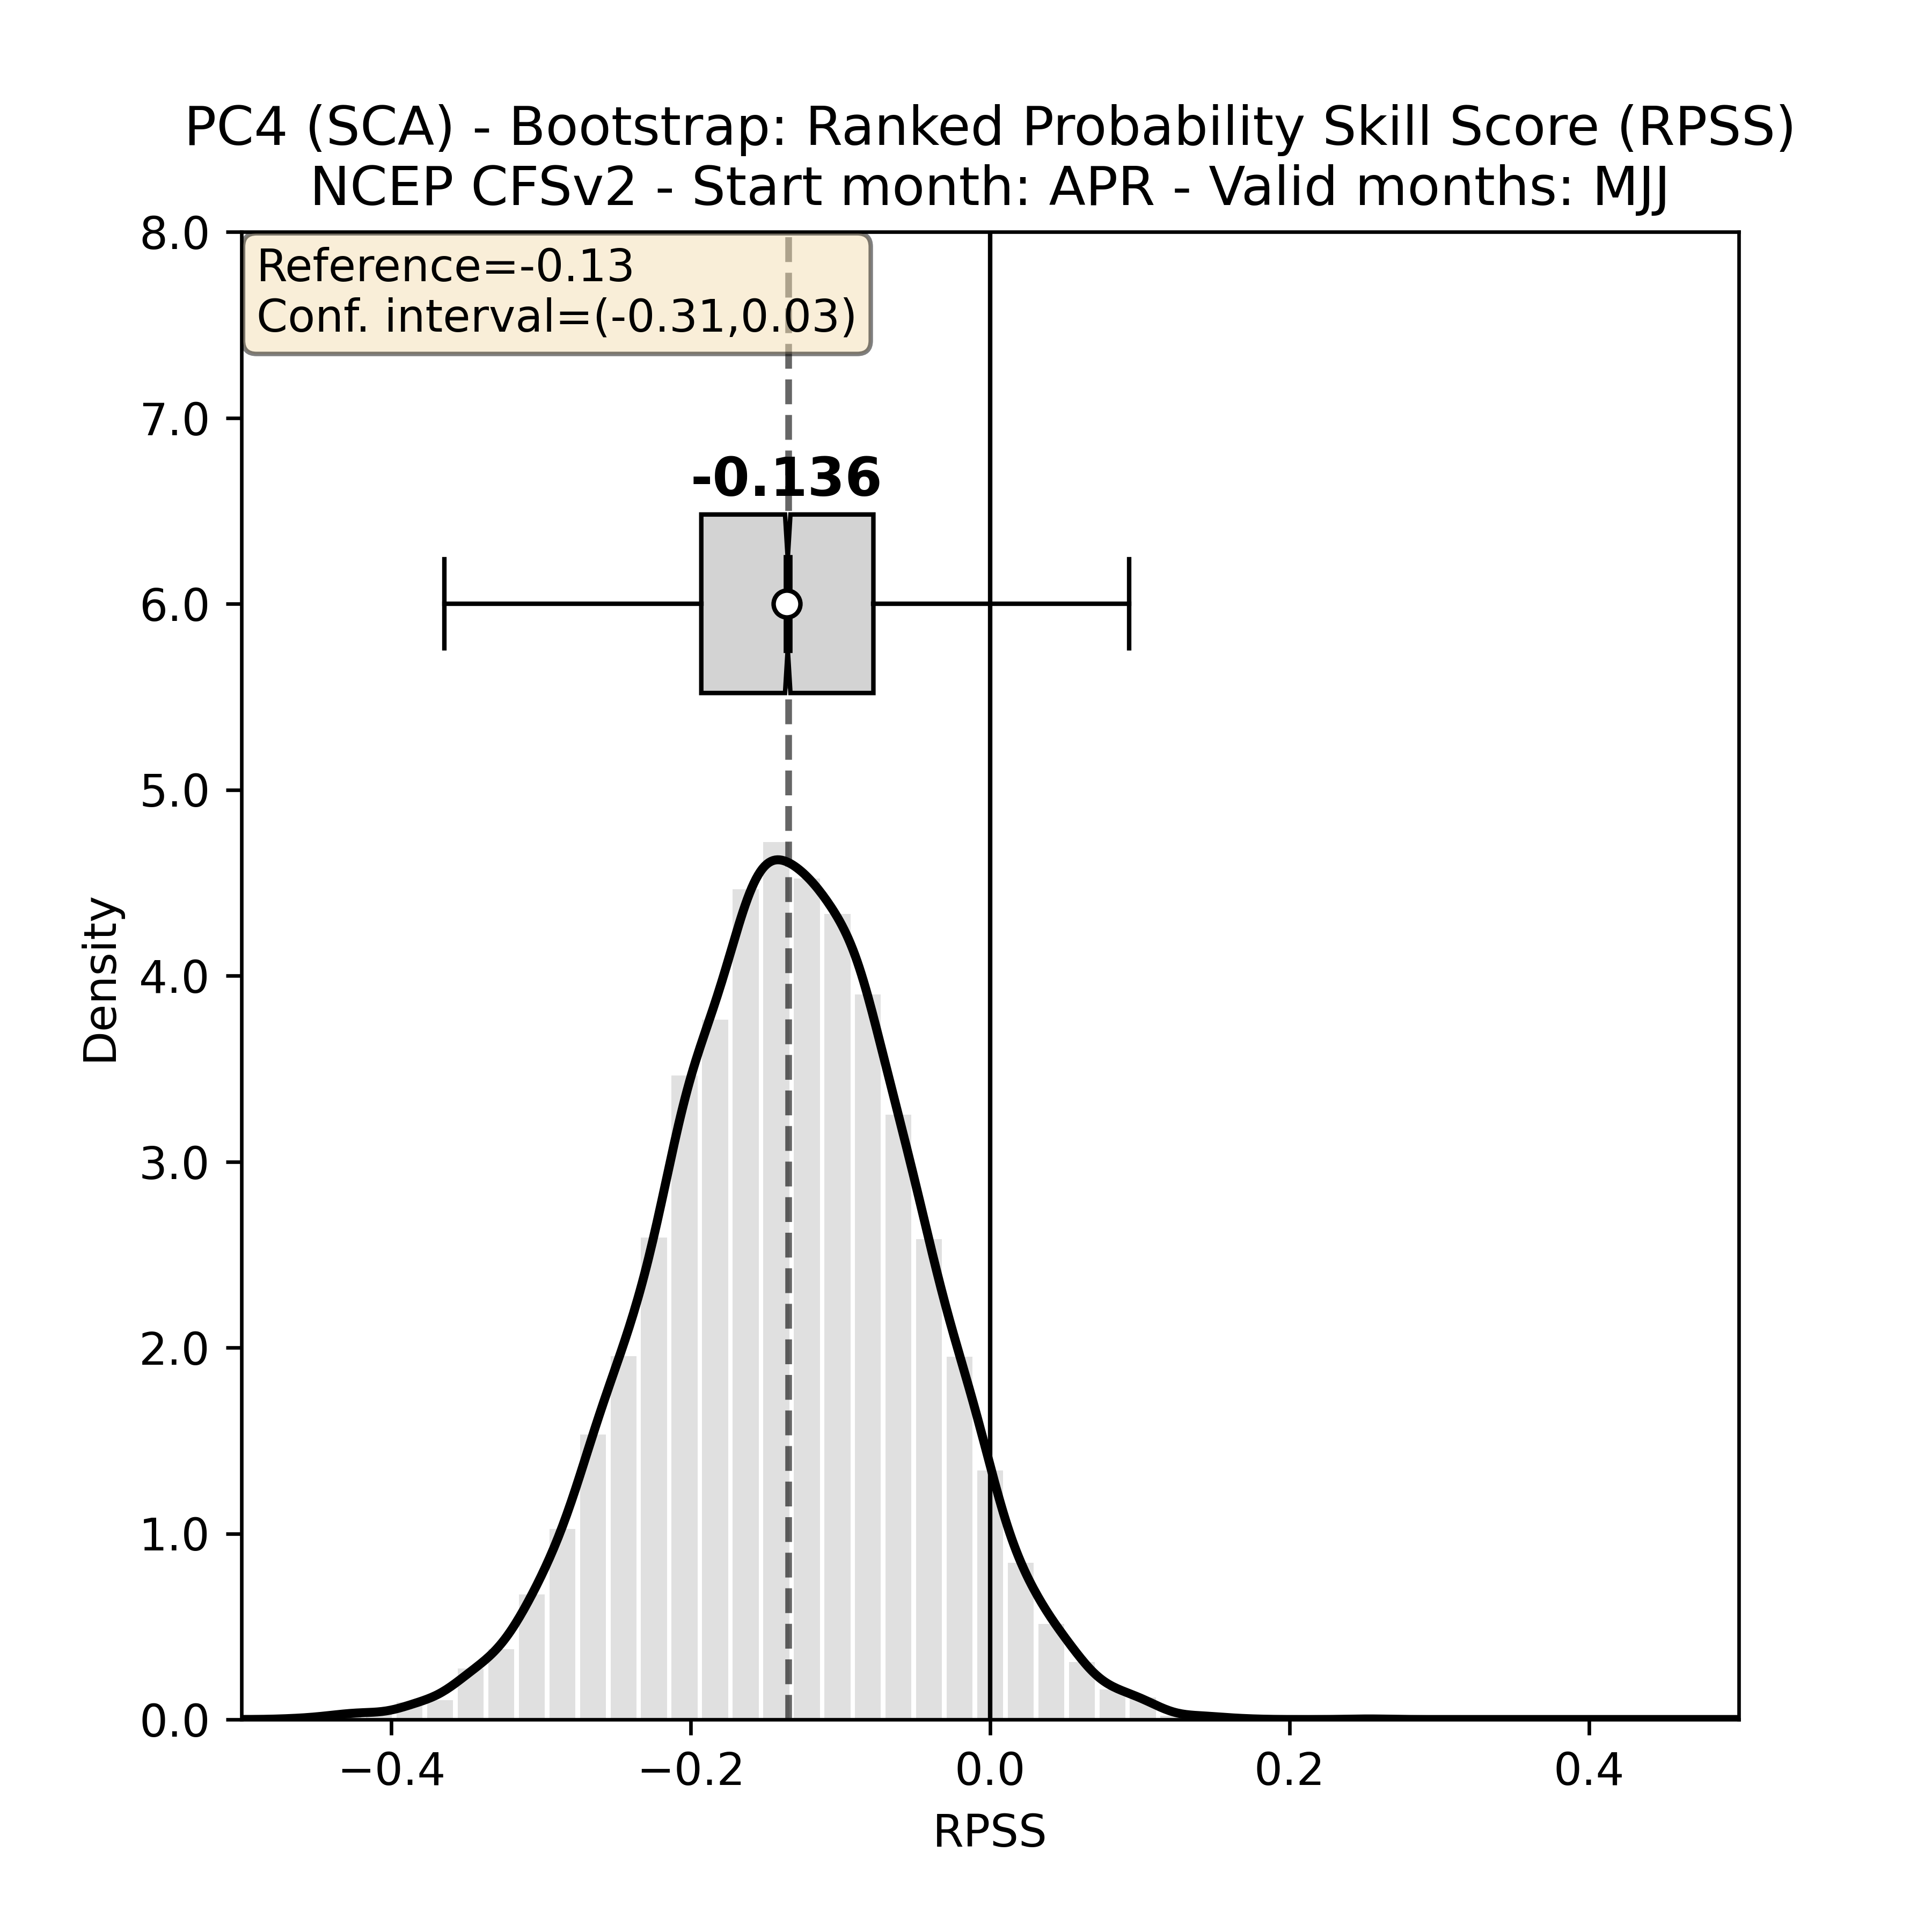 PC4 (SCA) - Bootstrap: Ranked Probability Skill Score (RPSS)
NCEP CFSv2 - Start month: APR - Valid months: MJJ
8.0
Reference=-0.13
Conf. interval=(-0.31,0.03)
7.0
-0.136
6.0
5.0
Density
4.0
3.0
2.0
1.0
0.0
−0.4 −0.2 0.0 0.2 0.4
RPSS